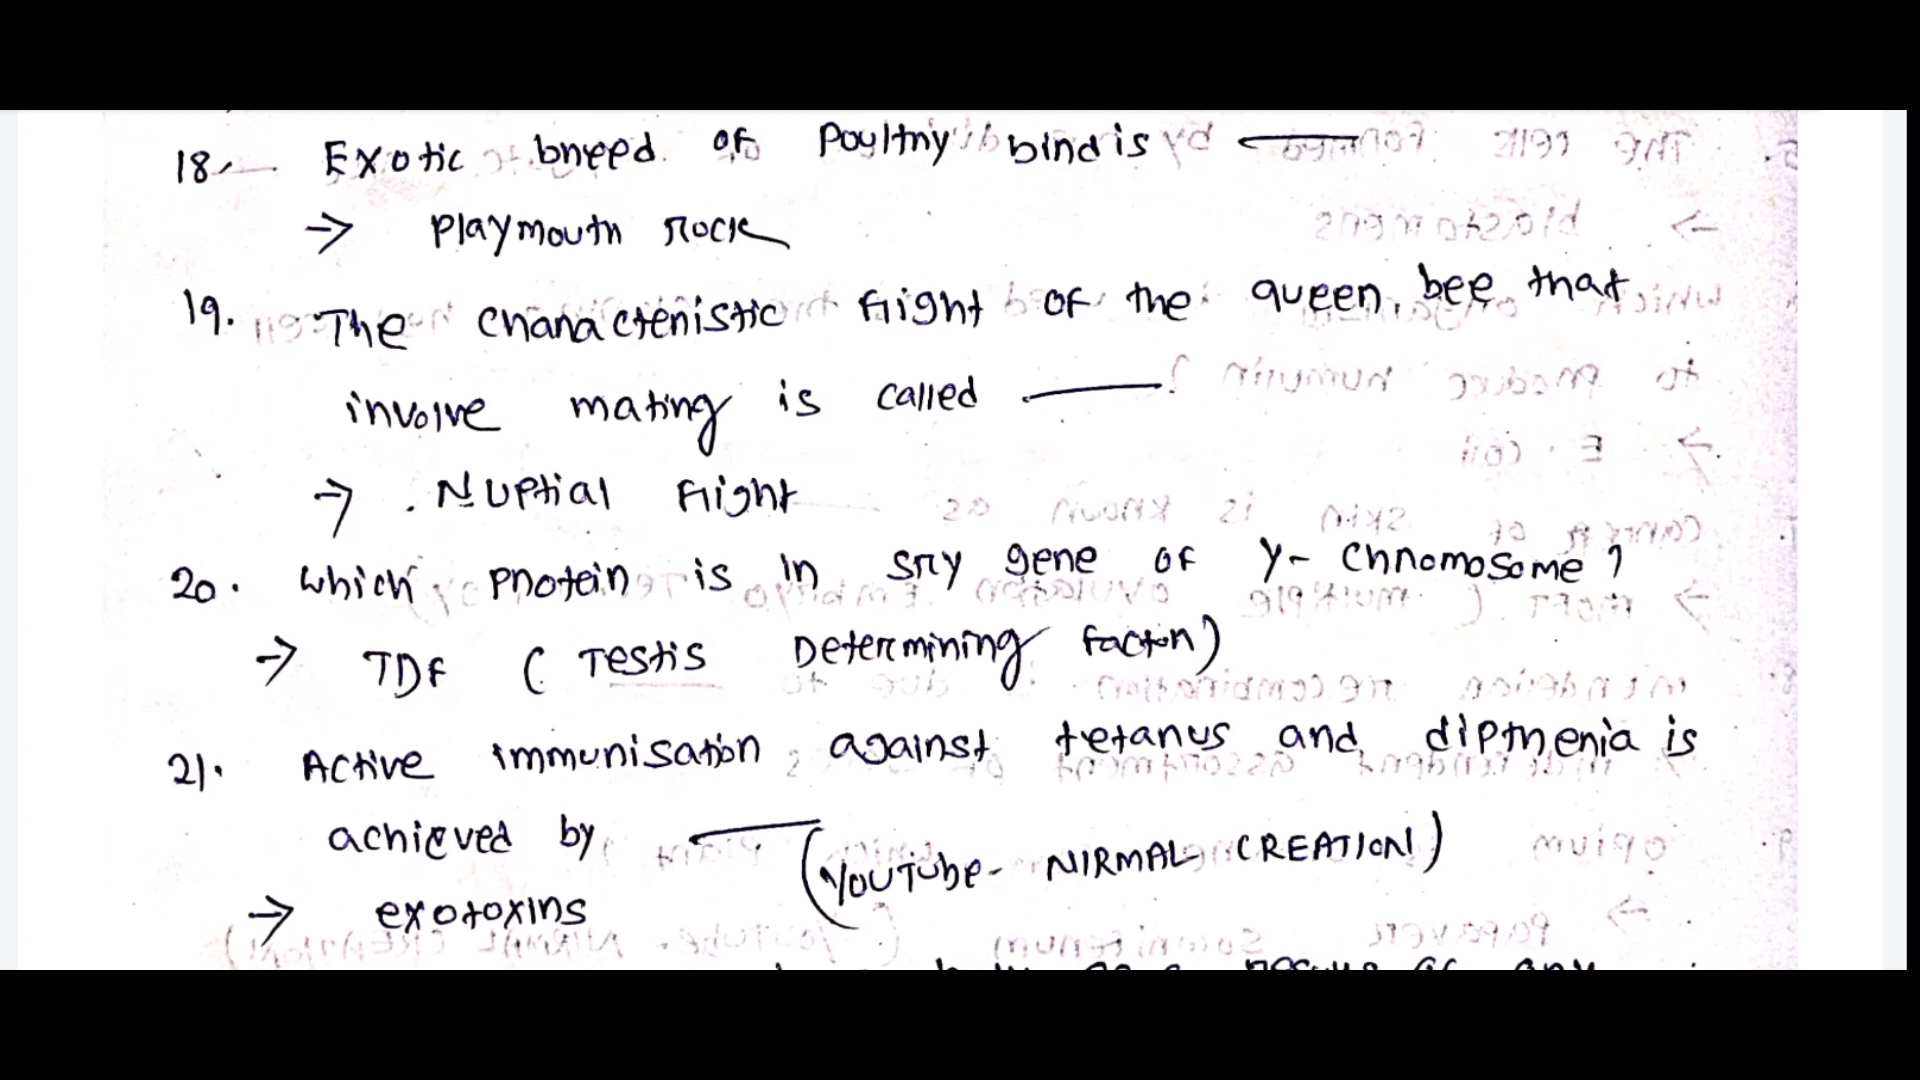 18. Exotic breed of Poultry bird is ——
→ Playmouth rock
19. The characteristic flight of the queen bee that
involve mating is called ——?
→ Nuptial flight
20. Which protein is in sry gene of Y- Chromosome?
→ TDF (Testis Determining factor)
21. Active immunisation against tetanus and diptheria is
achieved by —— (YOUTUBE- NIRMAL CREATION)
→ exotoxins